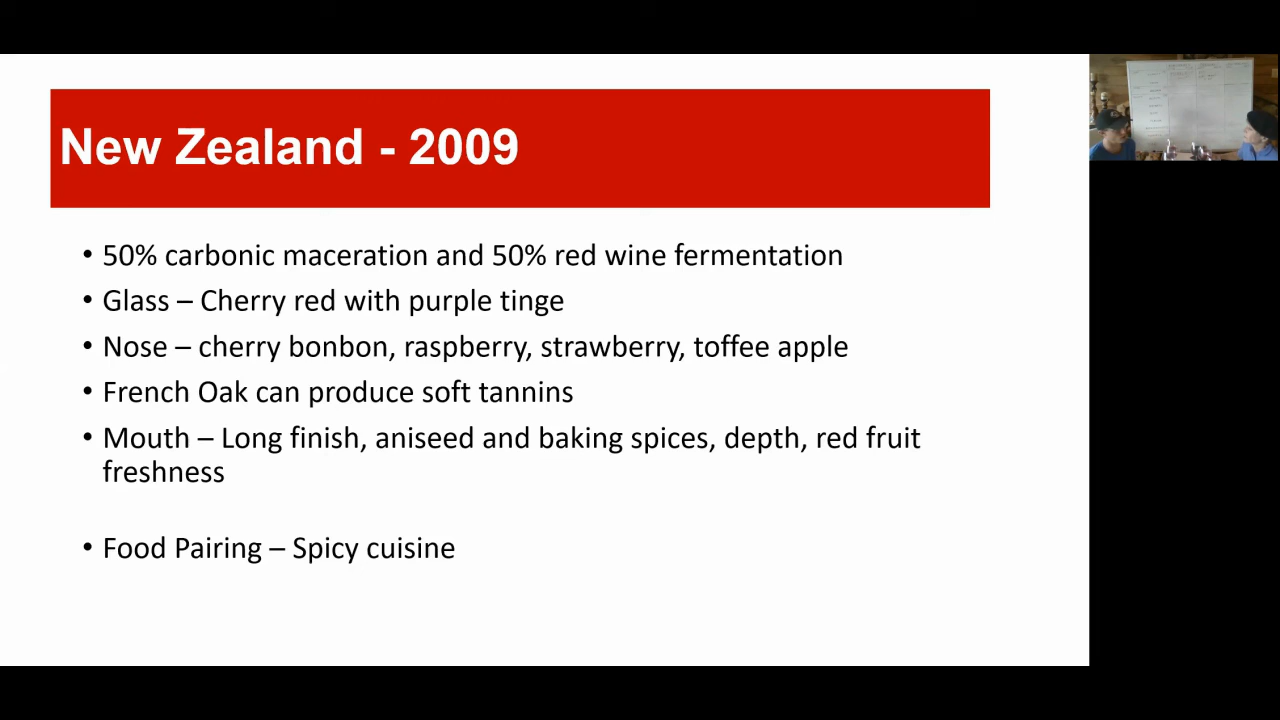 New Zealand - 2009
• 50% carbonic maceration and 50% red wine fermentation
• Glass – Cherry red with purple tinge
• Nose – cherry bonbon, raspberry, strawberry, toffee apple
• French Oak can produce soft tannins
• Mouth – Long finish, aniseed and baking spices, depth, red fruit
freshness
• Food Pairing – Spicy cuisine